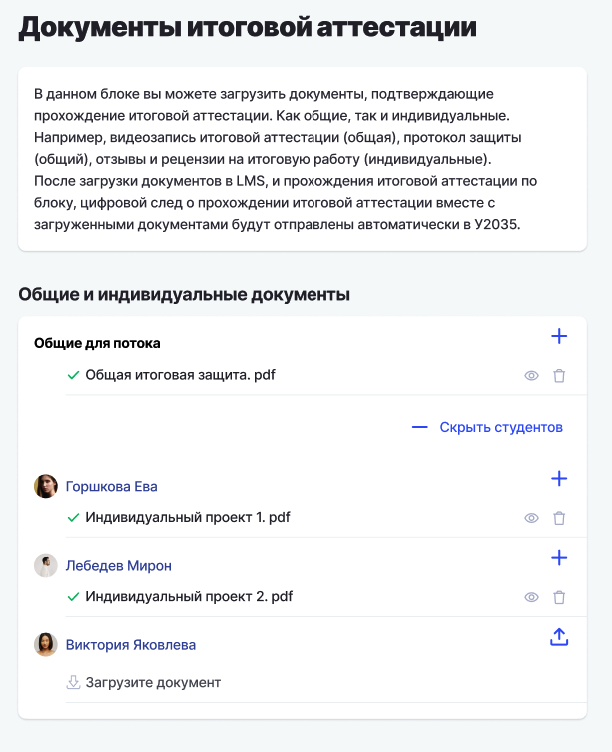 Документы итоговой аттестации
В данном блоке вы можете загрузить документы, подтверждающие
прохождение итоговой аттестации. Как общие, так и индивидуальные.
Например, видеозапись итоговой аттестации (общая), протокол защиты
(общий), отзывы и рецензии на итоговую работу (индивидуальные).
После загрузки документов в LMS, и прохождения итоговой аттестации по
блоку, цифровой след о прохождении итоговой аттестации вместе с
загруженными документами будут отправлены автоматически в У2035.
Общие и индивидуальные документы
Общие для потока
Общая итоговая защита. pdf
Скрыть студентов
Горшкова Ева
Индивидуальный проект 1. pdf
Лебедев Мирон
Индивидуальный проект 2. pdf
Виктория Яковлева
Загрузите документ